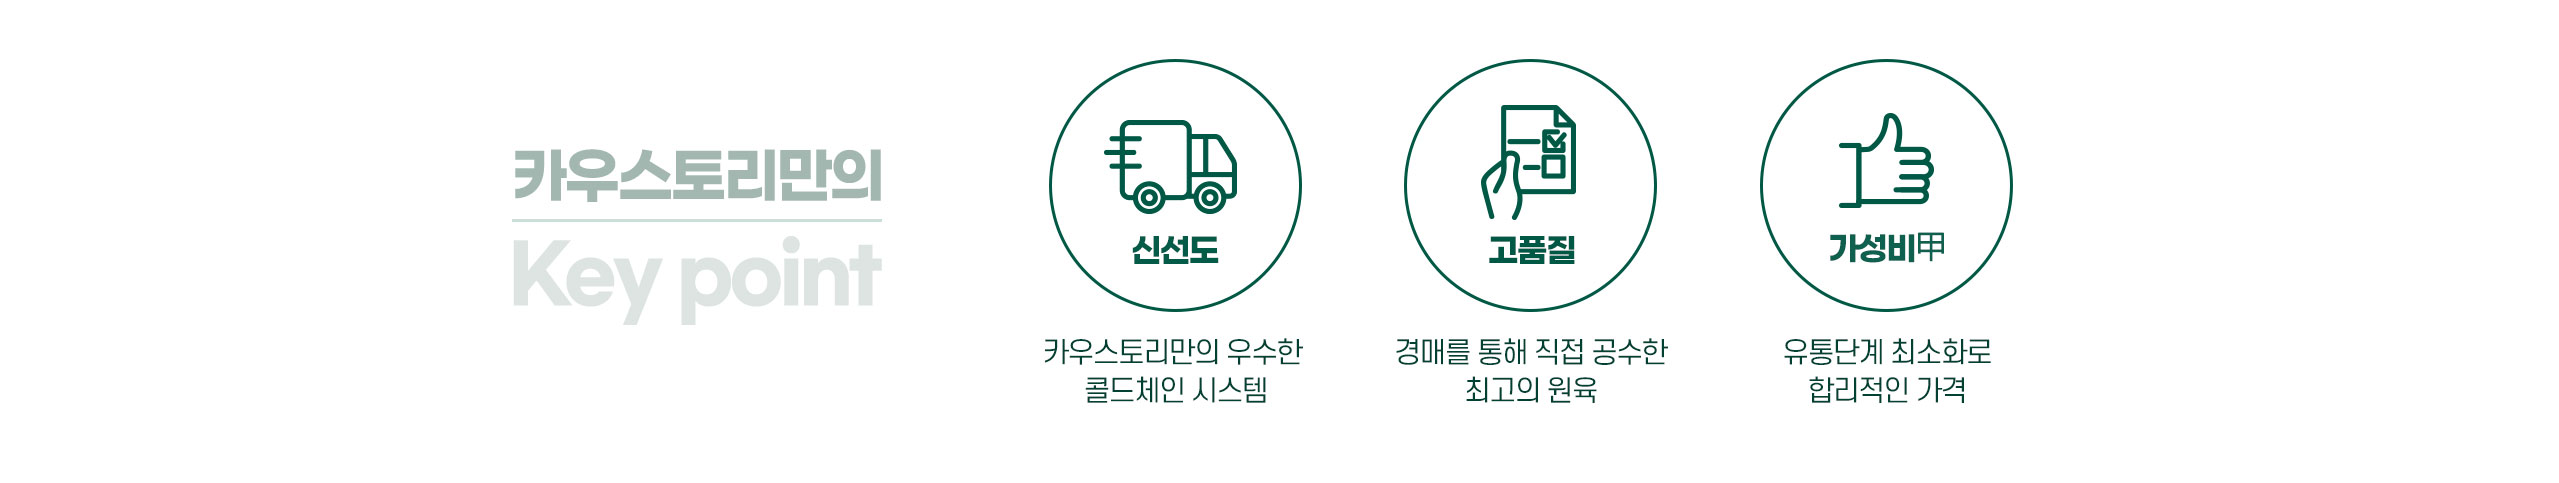 카우스토리만의
Key point
신선도
카우스토리만의 우수한
콜드체인 시스템
고품질
경매를 통해 직접 공수한
최고의 원육
가성비甲
유통단계 최소화로
합리적인 가격